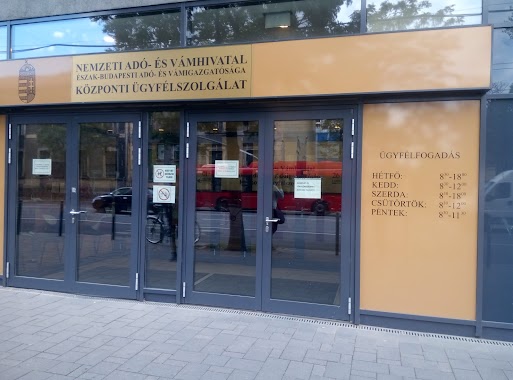 NEMZETI ADÓ- ÉS VÁMHIVATAL
ÉSZAK-BUDAPESTI ADÓ- ÉS VÁMIGAZGATÓSÁGA
KÖZPONTI ÜGYFÉLSZOLGÁLAT
ÜGYFÉLFOGADÁS
HÉTFŐ: 8⁰⁰-18⁰⁰
KEDD: 8⁰⁰-12⁰⁰
SZERDA: 8⁰⁰-18⁰⁰
CSÜTÖRTÖK: 8⁰⁰-12⁰⁰
PÉNTEK: 8⁰⁰-11³⁰